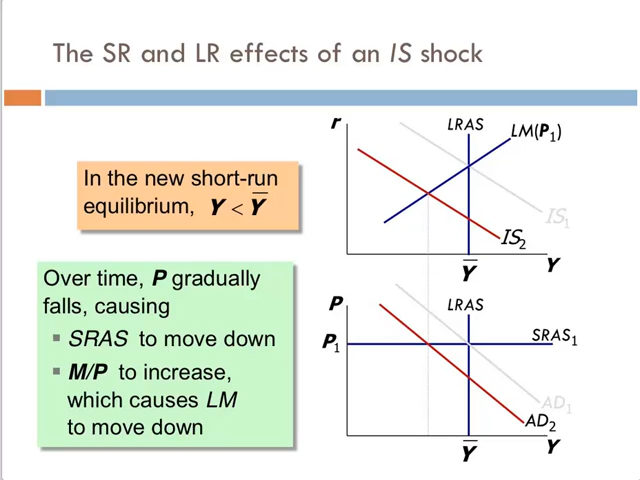 The SR and LR effects of an IS shock
In the new short-run
equilibrium, Y < Y̅
Over time, P gradually
falls, causing
▪ SRAS to move down
▪ M/P to increase,
which causes LM
to move down
r
LRAS
LM(P₁)
IS₁
IS₂
Y̅
Y
P
LRAS
P₁
SRAS₁
AD₁
AD₂
Y̅
Y